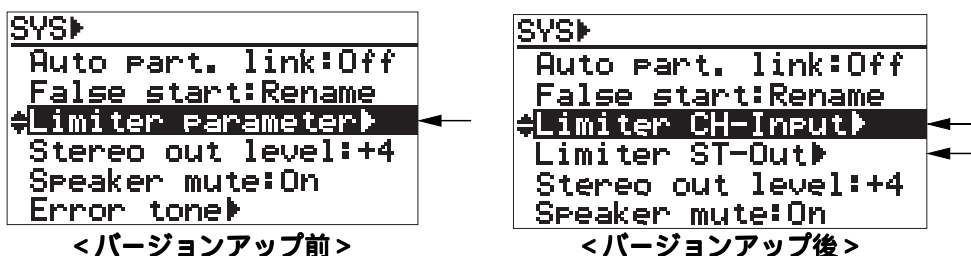 SYS▶
Auto part. link:Off
False start:Rename
Limiter parameter▶
Stereo out level:+4
Speaker mute:On
Error tone▶
<バージョンアップ前>
SYS▶
Auto part. link:Off
False start:Rename
Limiter CH-Input▶
Limiter ST-Out▶
Stereo out level:+4
Speaker mute:On
<バージョンアップ後>